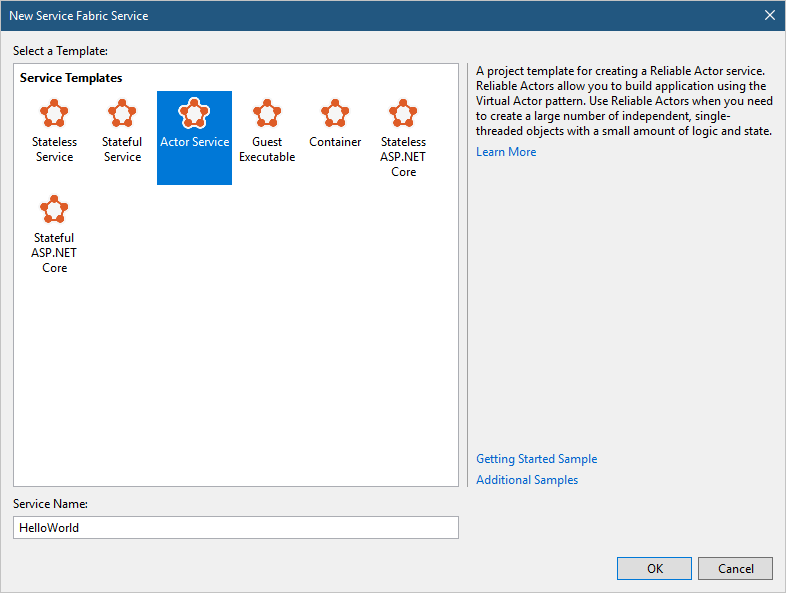 New Service Fabric Service
Select a Template:
Service Templates
Stateless
Service
Stateful
Service
Actor Service
Guest
Executable
Container
Stateless
ASP.NET
Core
Stateful
ASP.NET
Core
A project template for creating a Reliable Actor service.
Reliable Actors allow you to build application using the
Virtual Actor pattern. Use Reliable Actors when you need
to create a large number of independent, single-
threaded objects with a small amount of logic and state.
Learn More
Getting Started Sample
Additional Samples
Service Name:
HelloWorld
OK
Cancel